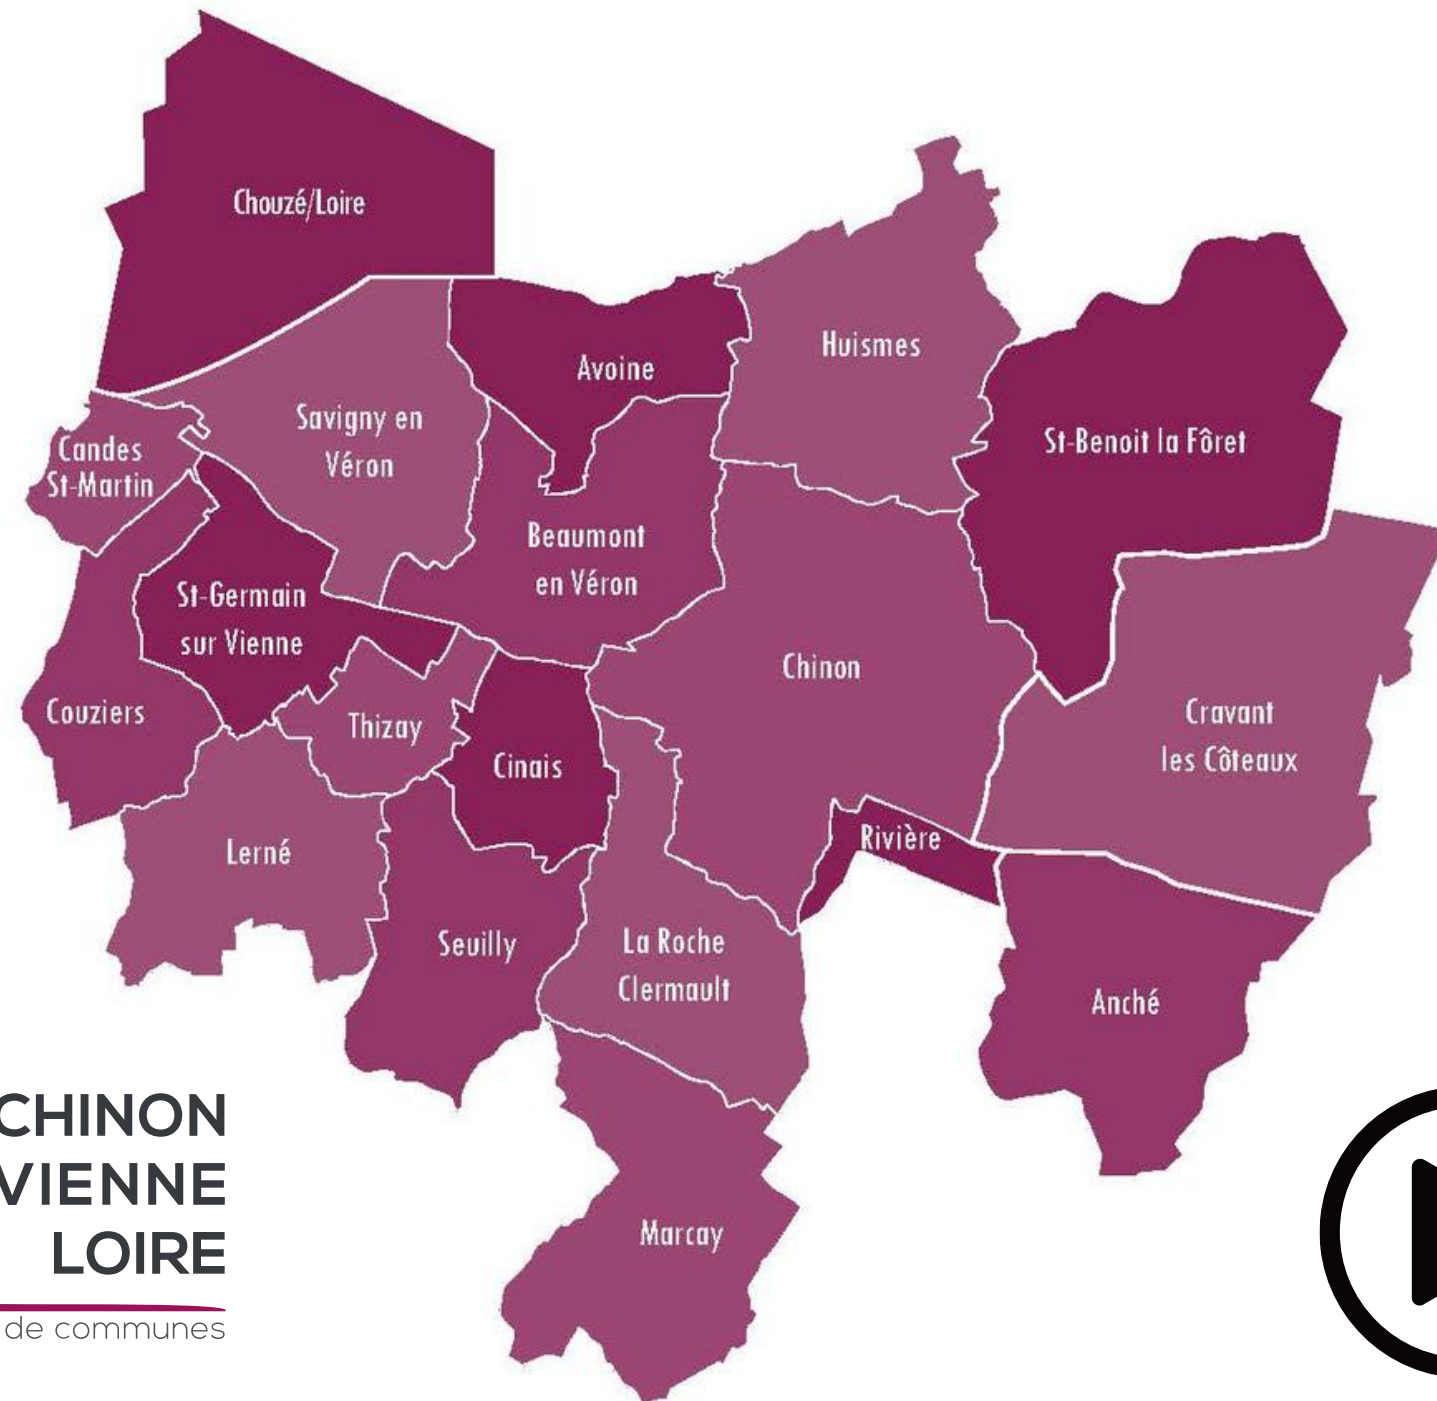 Chouzé/Loire
Huismes
Avoine
Savigny en
Véron
St-Benoit la Fôret
Candes
St-Martin
Beaumont
en Véron
St-Germain
sur Vienne
Chinon
Couziers
Thizay
Cravant
les Côteaux
Cinais
Rivière
Lerné
Seuilly
La Roche
Clermault
Anché
Marcay
CHINON
VIENNE
LOIRE
de communes